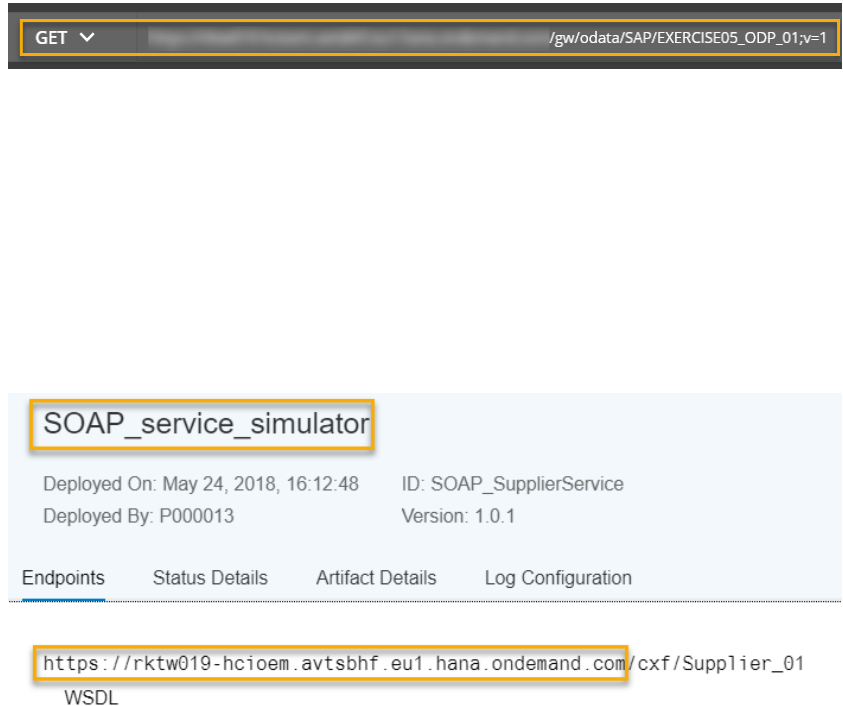 GET /gw/odata/SAP/EXERCISE05_ODP_01;v=1
SOAP_service_simulator
Deployed On: May 24, 2018, 16:12:48 ID: SOAP_SupplierService
Deployed By: P000013 Version: 1.0.1
Endpoints Status Details Artifact Details Log Configuration
https://rktw019-hcioem.avtsbhf.eu1.hana.ondemand.com/cxf/Supplier_01
WSDL